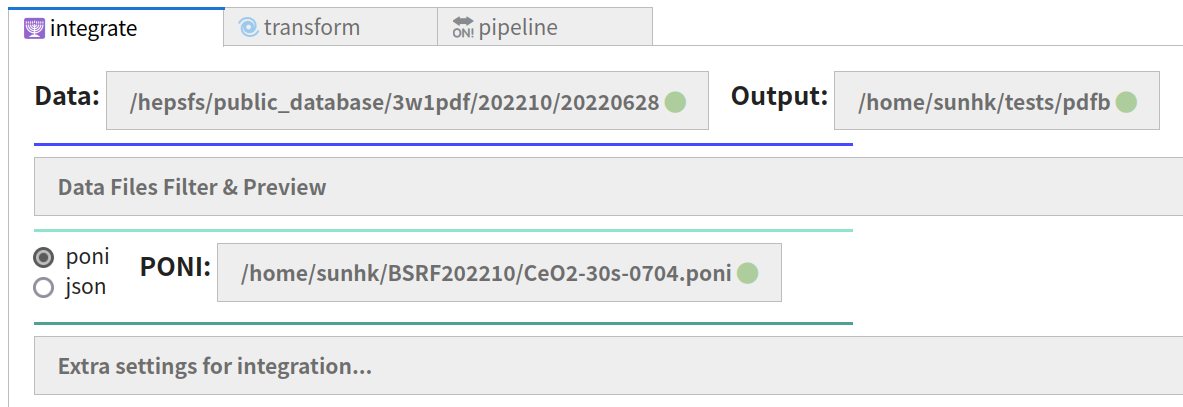 integrate transform ON! pipeline
Data: /hepsfs/public_database/3w1pdf/202210/20220628 Output: /home/sunhk/tests/pdfb
Data Files Filter & Preview
poni
PONI: /home/sunhk/BSRF202210/CeO2-30s-0704.poni
json
Extra settings for integration...